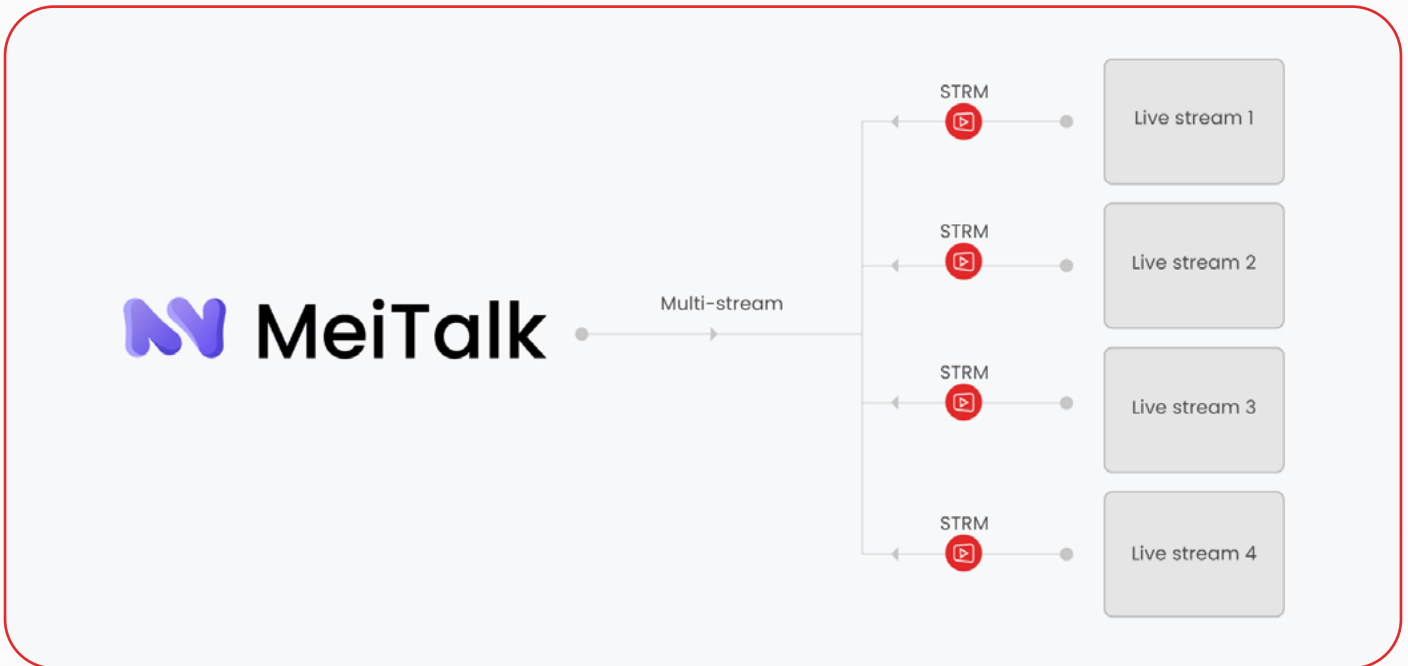 STRM
Live stream 1
STRM
Live stream 2
MeiTalk
Multi-stream
STRM
Live stream 3
STRM
Live stream 4